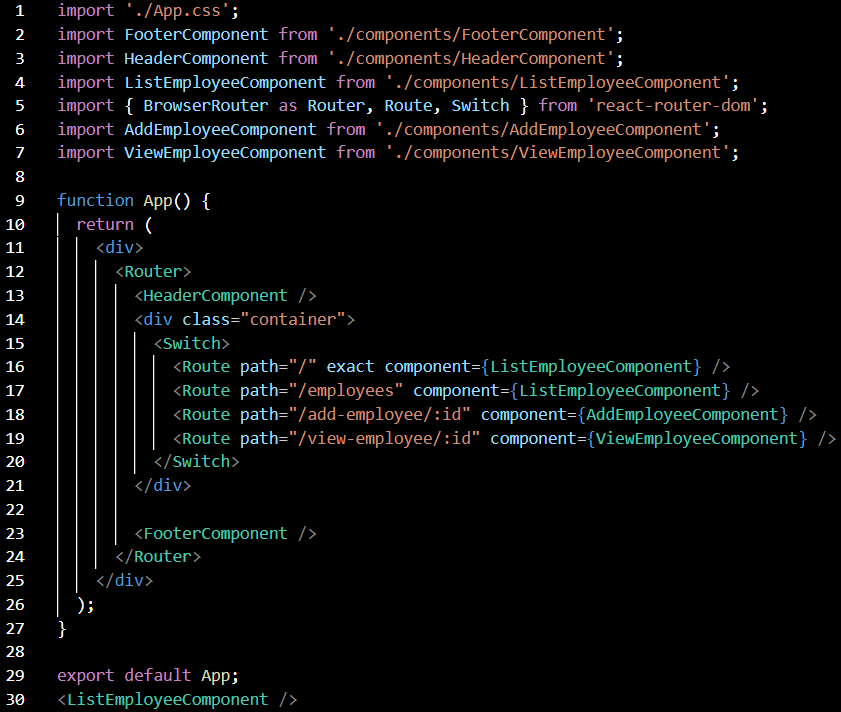 1 import './App.css';
2 import FooterComponent from './components/FooterComponent';
3 import HeaderComponent from './components/HeaderComponent';
4 import ListEmployeeComponent from './components/ListEmployeeComponent';
5 import { BrowserRouter as Router, Route, Switch } from 'react-router-dom';
6 import AddEmployeeComponent from './components/AddEmployeeComponent';
7 import ViewEmployeeComponent from './components/ViewEmployeeComponent';
8
9 function App() {
10   return (
11     <div>
12       <Router>
13         <HeaderComponent />
14         <div class="container">
15           <Switch>
16             <Route path="/" exact component={ListEmployeeComponent} />
17             <Route path="/employees" component={ListEmployeeComponent} />
18             <Route path="/add-employee/:id" component={AddEmployeeComponent} />
19             <Route path="/view-employee/:id" component={ViewEmployeeComponent} />
20           </Switch>
21         </div>
22
23         <FooterComponent />
24       </Router>
25     </div>
26   );
27 }
28
29 export default App;
30 <ListEmployeeComponent />